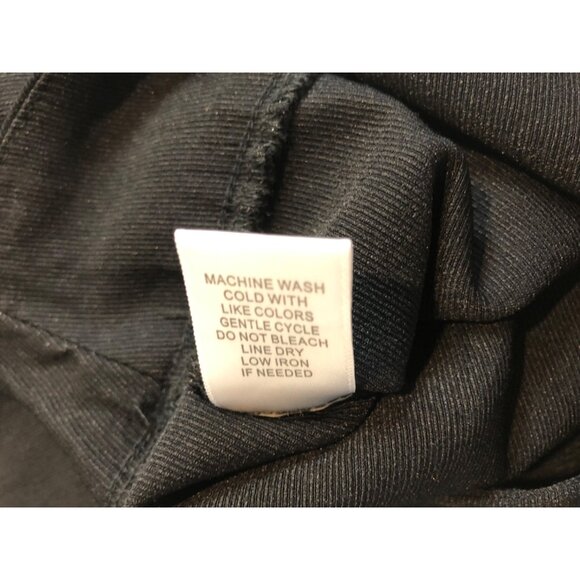 MACHINE WASH
COLD WITH
LIKE COLORS
GENTLE CYCLE
DO NOT BLEACH
LINE DRY
LOW IRON
IF NEEDED